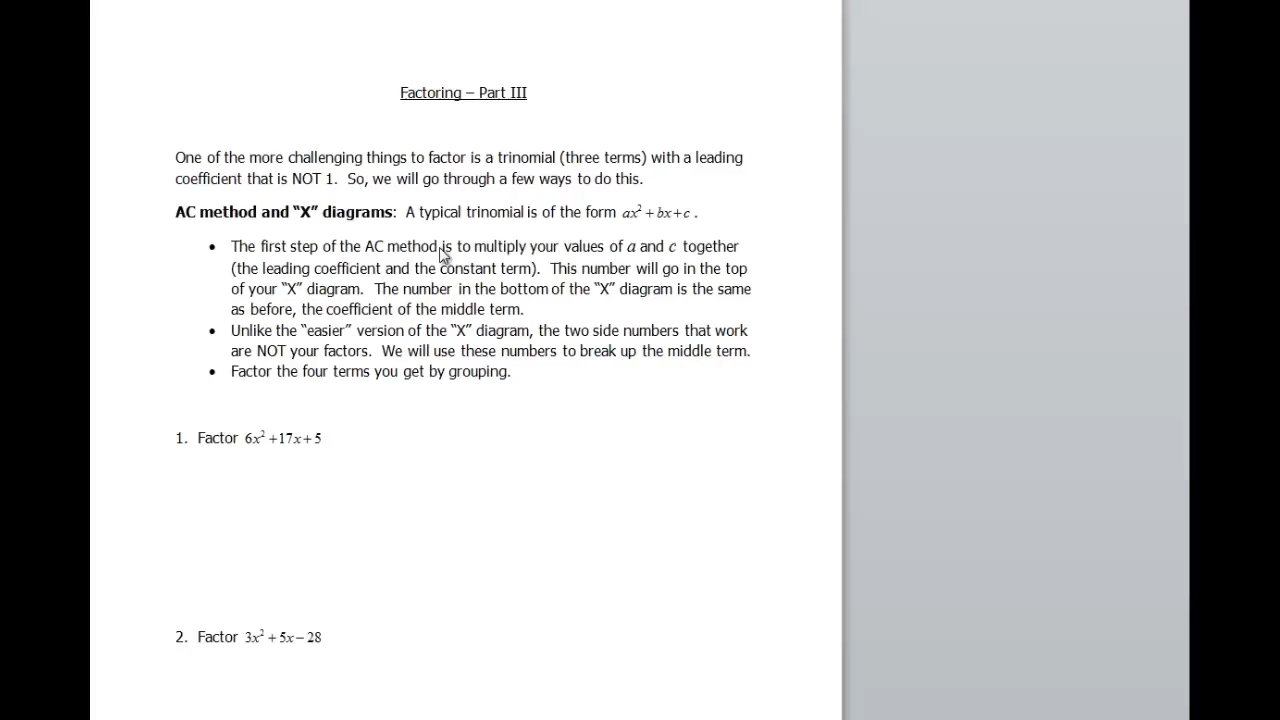 Factoring – Part III
One of the more challenging things to factor is a trinomial (three terms) with a leading
coefficient that is NOT 1.  So, we will go through a few ways to do this.
AC method and “X” diagrams:  A typical trinomial is of the form ax² + bx + c .
• The first step of the AC method is to multiply your values of a and c together
(the leading coefficient and the constant term).  This number will go in the top
of your “X” diagram.  The number in the bottom of the “X” diagram is the same
as before, the coefficient of the middle term.
• Unlike the “easier” version of the “X” diagram, the two side numbers that work
are NOT your factors.  We will use these numbers to break up the middle term.
• Factor the four terms you get by grouping.
1.  Factor 6x² + 17x + 5
2.  Factor 3x² + 5x − 28